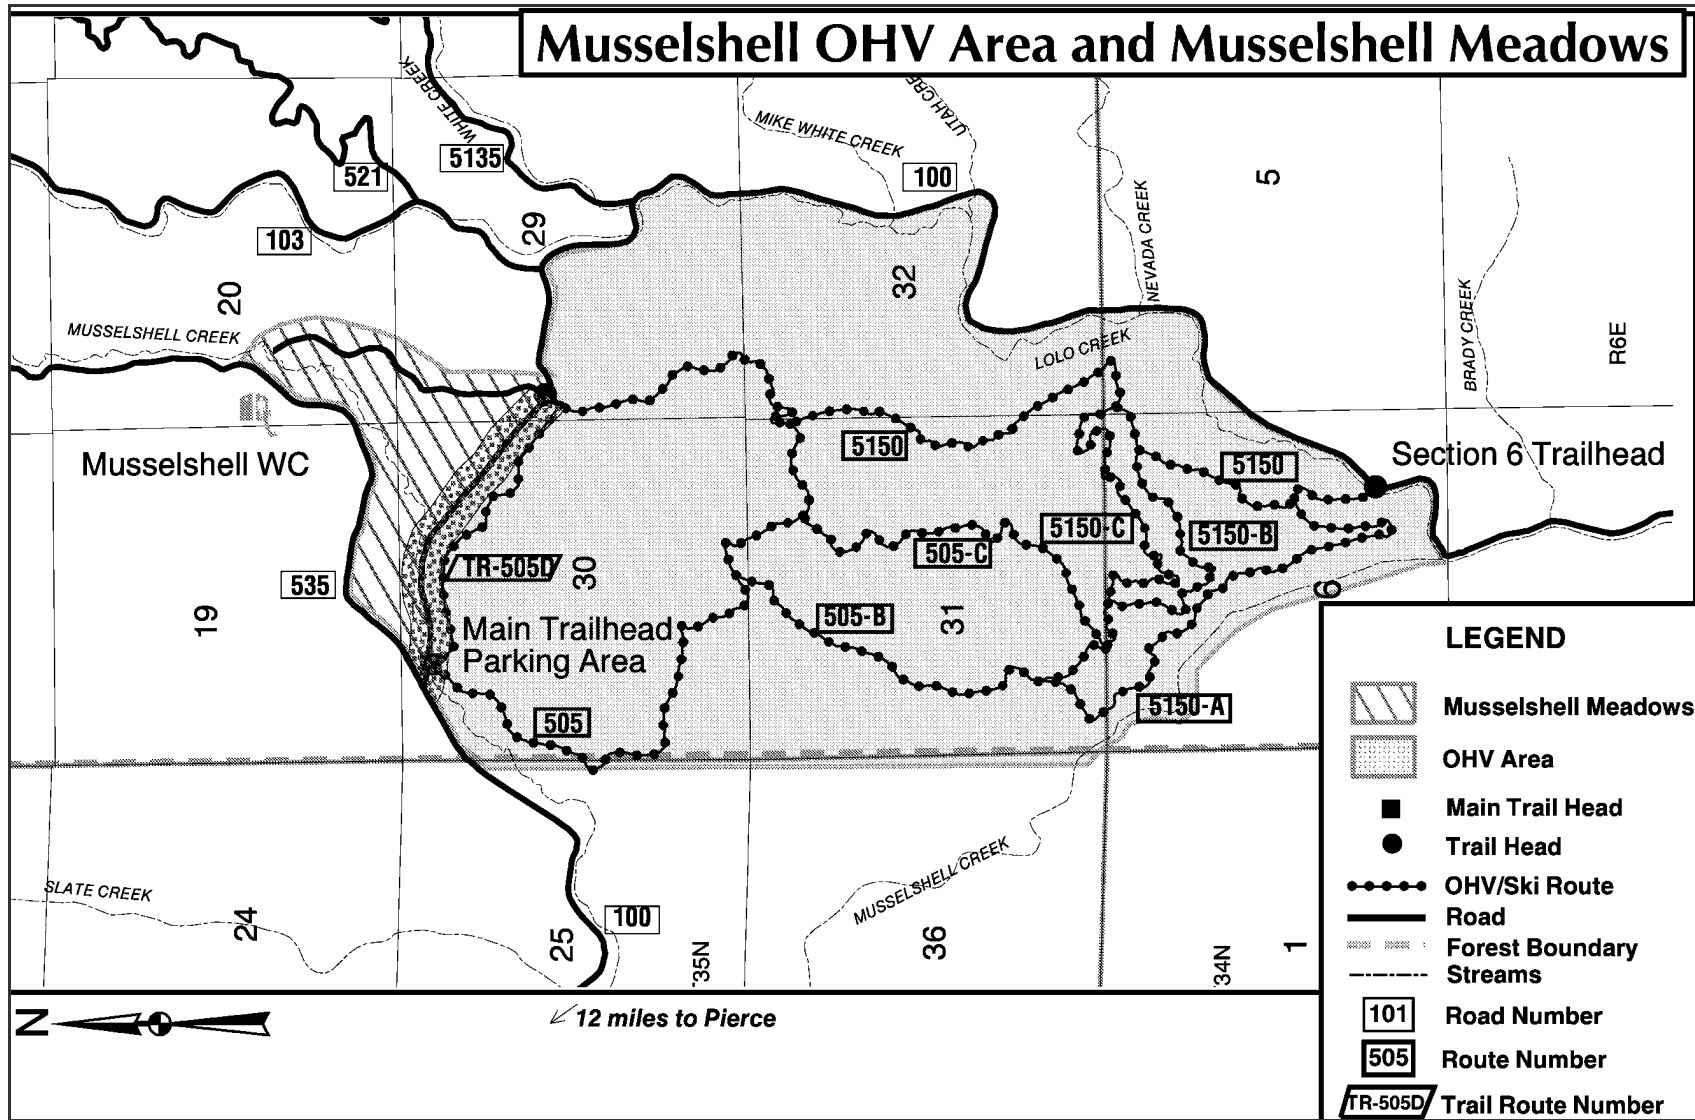 Musselshell OHV Area and Musselshell Meadows
WHITE CREEK
UTAH CRE
MIKE WHITE CREEK
5135
521
100
5
NEVADA CREEK
103
29
32
20
BRADY CREEK
R6E
MUSSELSHELL CREEK
LOLO CREEK
Musselshell WC
5150
5150
Section 6 Trailhead
5150-C
5150-B
505-C
TR-505D
30
535
19
505-B
31
6
Main Trailhead
Parking Area
505
5150-A
SLATE CREEK
24
25
100
35N
MUSSELSHELL CREEK
36
34N
1
N
12 miles to Pierce
LEGEND
Musselshell Meadows
OHV Area
Main Trail Head
Trail Head
OHV/Ski Route
Road
Forest Boundary
Streams
101 Road Number
505 Route Number
TR-505D Trail Route Number